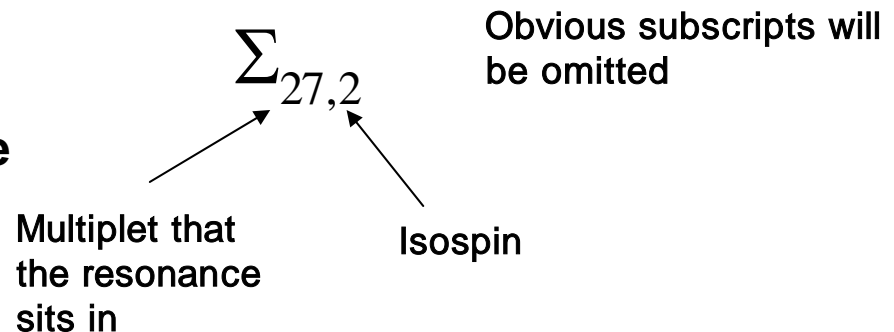 Σ27,2
Obvious subscripts will
be omitted
e
Multiplet that
the resonance
sits in
Isospin